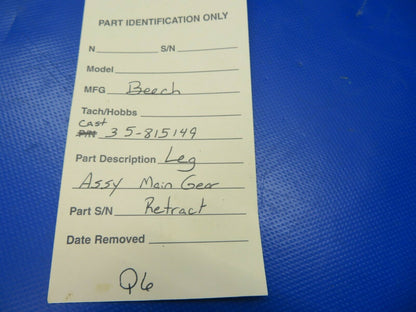 PART IDENTIFICATION ONLY
N S/N
Model
MFG Beech
Tach/Hobbs
Cast
P/N 35-815149
Part Description Leg
Assy Main Gear
Part S/N Retract
Date Removed
Q6